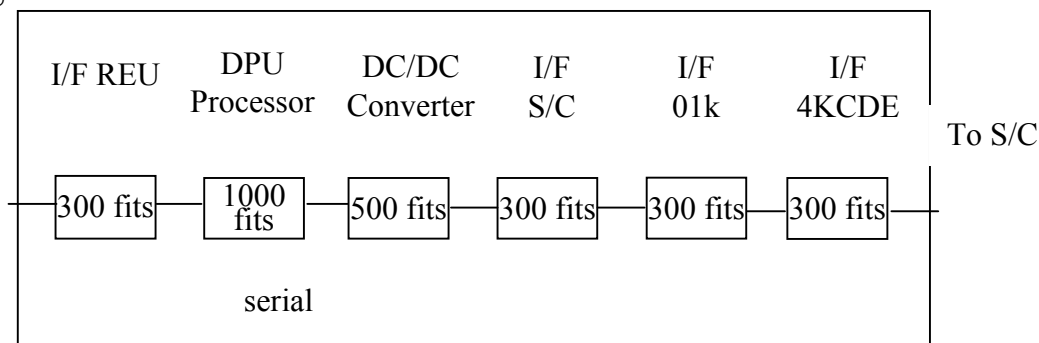 I/F REU
DPU
Processor
DC/DC
Converter
I/F
S/C
I/F
01k
I/F
4KCDE
To S/C
300 fits
1000
fits
500 fits
300 fits
300 fits
300 fits
serial